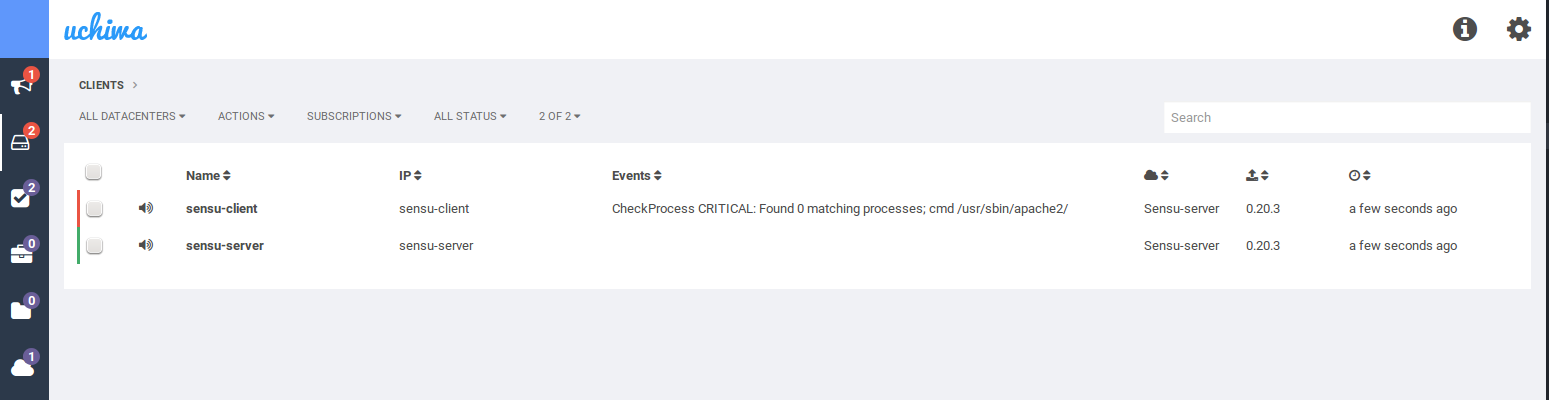 uchiwa
1
2
2
0
0
1
CLIENTS
ALL DATACENTERS ACTIONS SUBSCRIPTIONS ALL STATUS 2 OF 2 Search
Name IP Events
sensu-client sensu-client CheckProcess CRITICAL: Found 0 matching processes; cmd /usr/sbin/apache2/ Sensu-server 0.20.3 a few seconds ago
sensu-server sensu-server Sensu-server 0.20.3 a few seconds ago